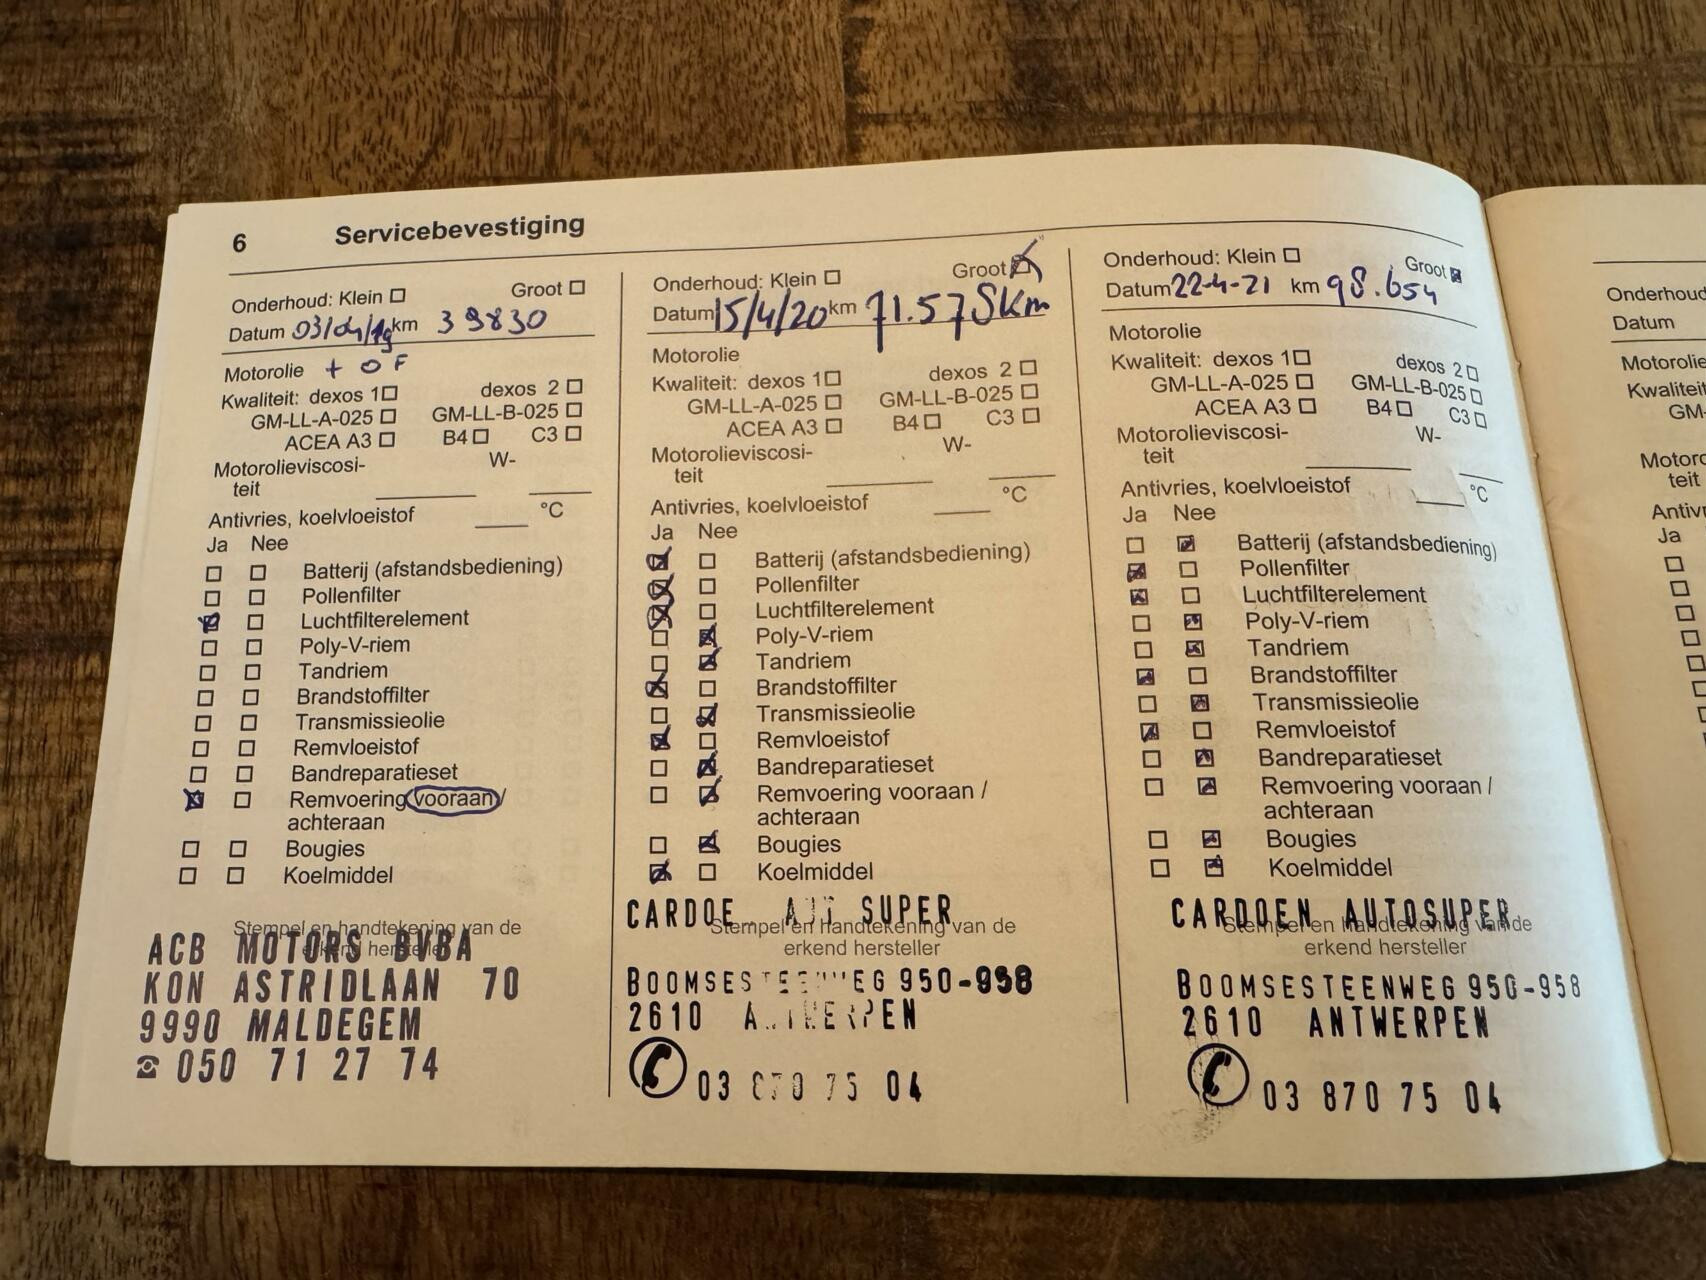 6 Servicebevestiging
Onderhoud: Klein Groot
Datum 03/04/19 km 39830
Motorolie + OF
Kwaliteit: dexos 1 dexos 2
GM-LL-A-025 GM-LL-B-025
ACEA A3 B4 C3
Motorolieviscosi- W-
teit
Antivries, koelvloeistof °C
Ja Nee
Batterij (afstandsbediening)
Pollenfilter
Luchtfilterelement
Poly-V-riem
Tandriem
Brandstoffilter
Transmissieolie
Remvloeistof
Bandreparatieset
Remvoering vooraan /
achteraan
Bougies
Koelmiddel
Stempel en handtekening van de
erkend hersteller
ACB MOTORS BVBA
KON ASTRIDLAAN 70
9990 MALDEGEM
☎ 050 71 27 74
Onderhoud: Klein Groot
Datum 15/4/20 km 71.578km
Motorolie
Kwaliteit: dexos 1 dexos 2
GM-LL-A-025 GM-LL-B-025
ACEA A3 B4 C3
Motorolieviscosi- W-
teit
Antivries, koelvloeistof °C
Ja Nee
Batterij (afstandsbediening)
Pollenfilter
Luchtfilterelement
Poly-V-riem
Tandriem
Brandstoffilter
Transmissieolie
Remvloeistof
Bandreparatieset
Remvoering vooraan /
achteraan
Bougies
Koelmiddel
CARDOE SUPER
Stempel en handtekening van de
erkend hersteller
BOOMSESTEENWEG 950-958
2610 ANTWERPEN
03 870 75 04
Onderhoud: Klein Groot
Datum 22-4-21 km 98.654
Motorolie
Kwaliteit: dexos 1 dexos 2
GM-LL-A-025 GM-LL-B-025
ACEA A3 B4 C3
Motorolieviscosi- W-
teit
Antivries, koelvloeistof °C
Ja Nee
Batterij (afstandsbediening)
Pollenfilter
Luchtfilterelement
Poly-V-riem
Tandriem
Brandstoffilter
Transmissieolie
Remvloeistof
Bandreparatieset
Remvoering vooraan /
achteraan
Bougies
Koelmiddel
CARDOEN AUTOSUPER
Stempel en handtekening van de
erkend hersteller
BOOMSESTEENWEG 950-958
2610 ANTWERPEN
03 870 75 04
Onderhoud
Datum
Motorolie
Kwaliteit
GM-
teit
Ja